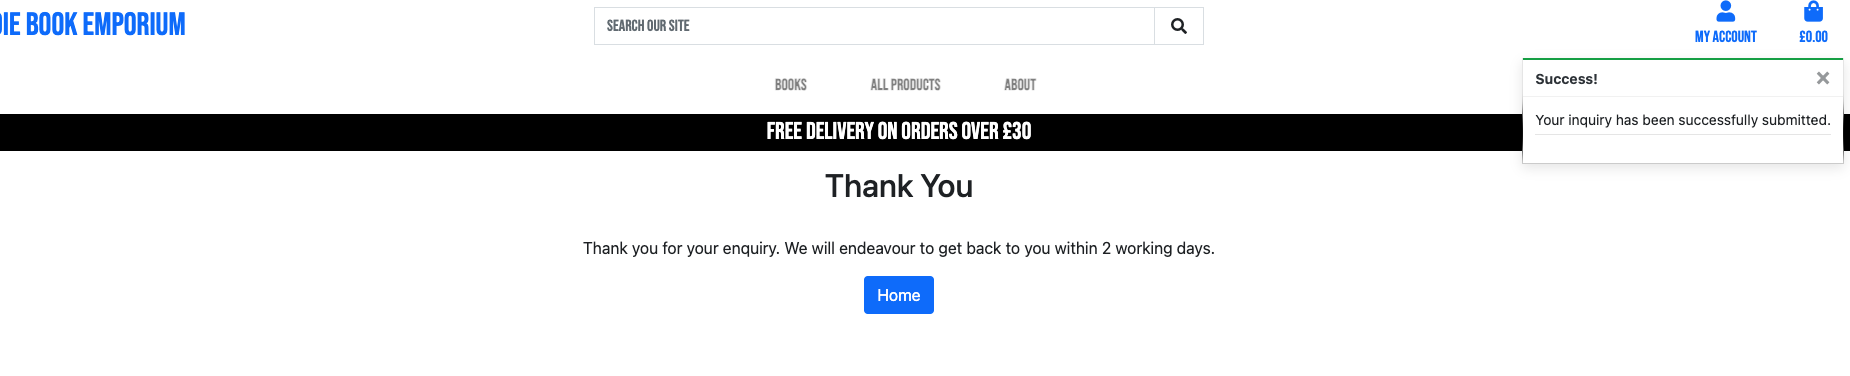 DIE BOOK EMPORIUM
SEARCH OUR SITE
MY ACCOUNT
£0.00
BOOKS
ALL PRODUCTS
ABOUT
Success!
Your inquiry has been successfully submitted.
FREE DELIVERY ON ORDERS OVER £30
Thank You
Thank you for your enquiry. We will endeavour to get back to you within 2 working days.
Home